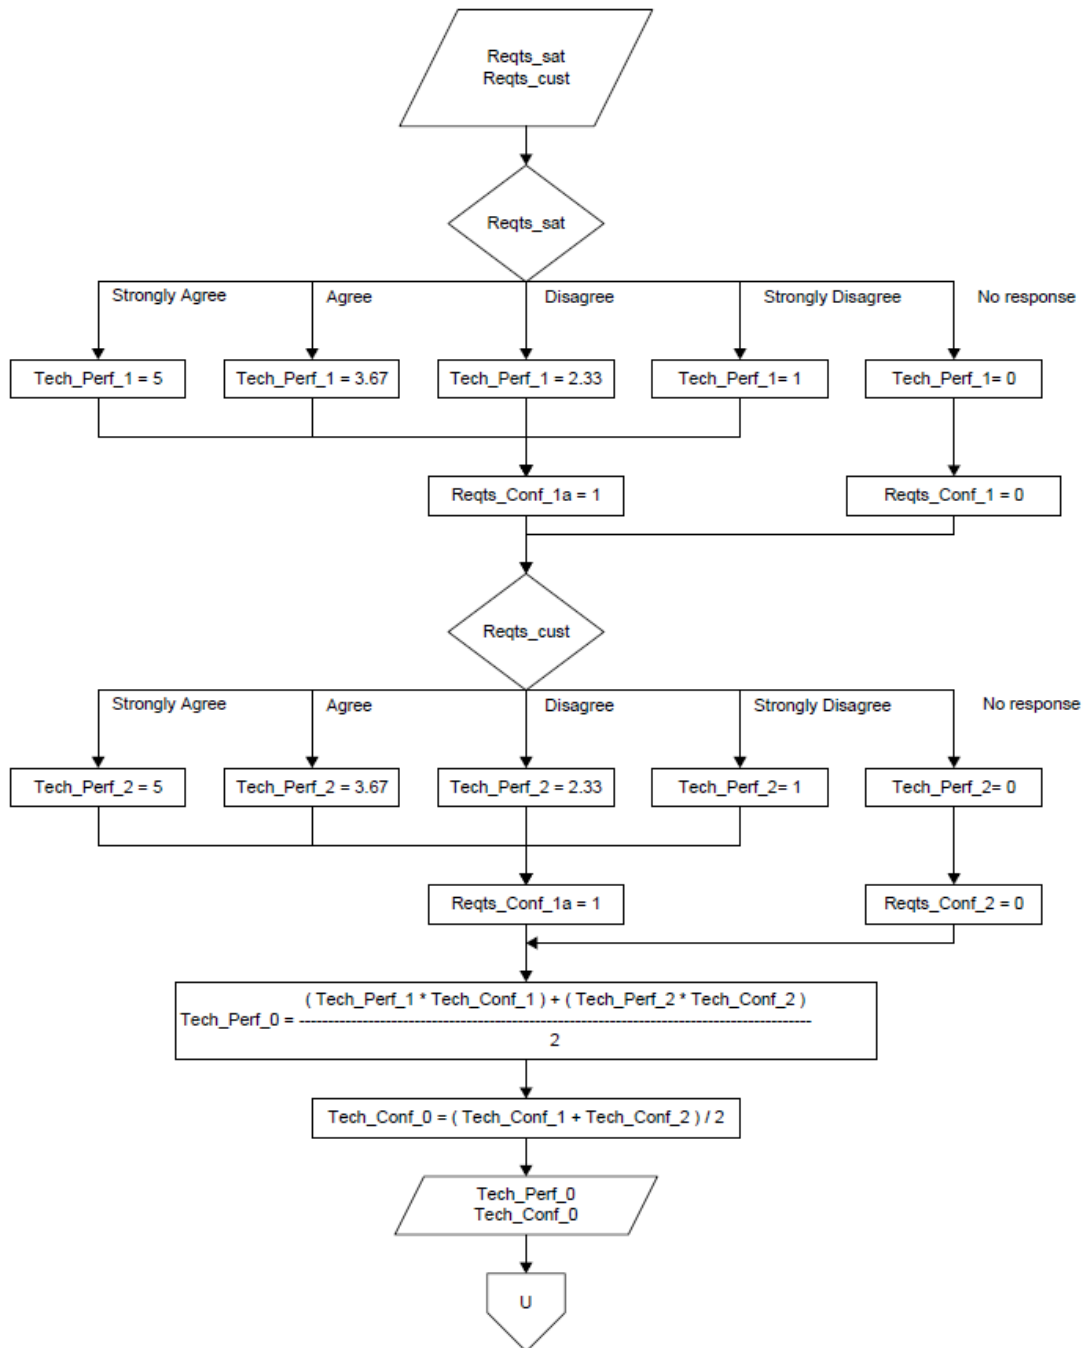 Reqts_sat
Reqts_cust
Reqts_sat
Strongly Agree
Agree
Disagree
Strongly Disagree
No response
Tech_Perf_1 = 5
Tech_Perf_1 = 3.67
Tech_Perf_1 = 2.33
Tech_Perf_1= 1
Tech_Perf_1= 0
Reqts_Conf_1a = 1
Reqts_Conf_1 = 0
Reqts_cust
Strongly Agree
Agree
Disagree
Strongly Disagree
No response
Tech_Perf_2 = 5
Tech_Perf_2 = 3.67
Tech_Perf_2 = 2.33
Tech_Perf_2= 1
Tech_Perf_2= 0
Reqts_Conf_1a = 1
Reqts_Conf_2 = 0
( Tech_Perf_1 * Tech_Conf_1 ) + ( Tech_Perf_2 * Tech_Conf_2 )
Tech_Perf_0 = ---------------------------------------------------------------------------------------
2
Tech_Conf_0 = ( Tech_Conf_1 + Tech_Conf_2 ) / 2
Tech_Perf_0
Tech_Conf_0
U